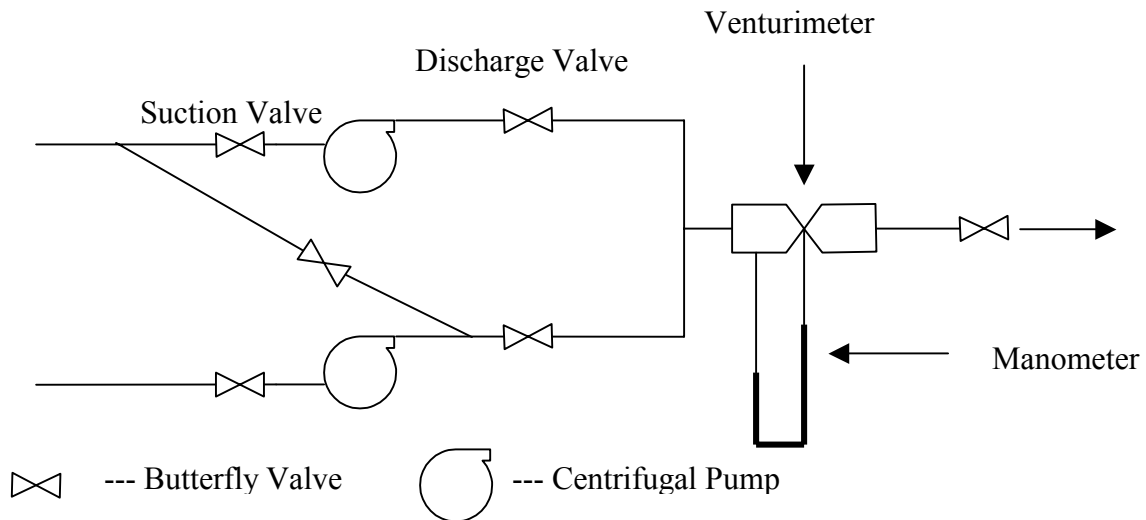 Venturimeter
Discharge Valve
Suction Valve
Manometer
--- Butterfly Valve
--- Centrifugal Pump